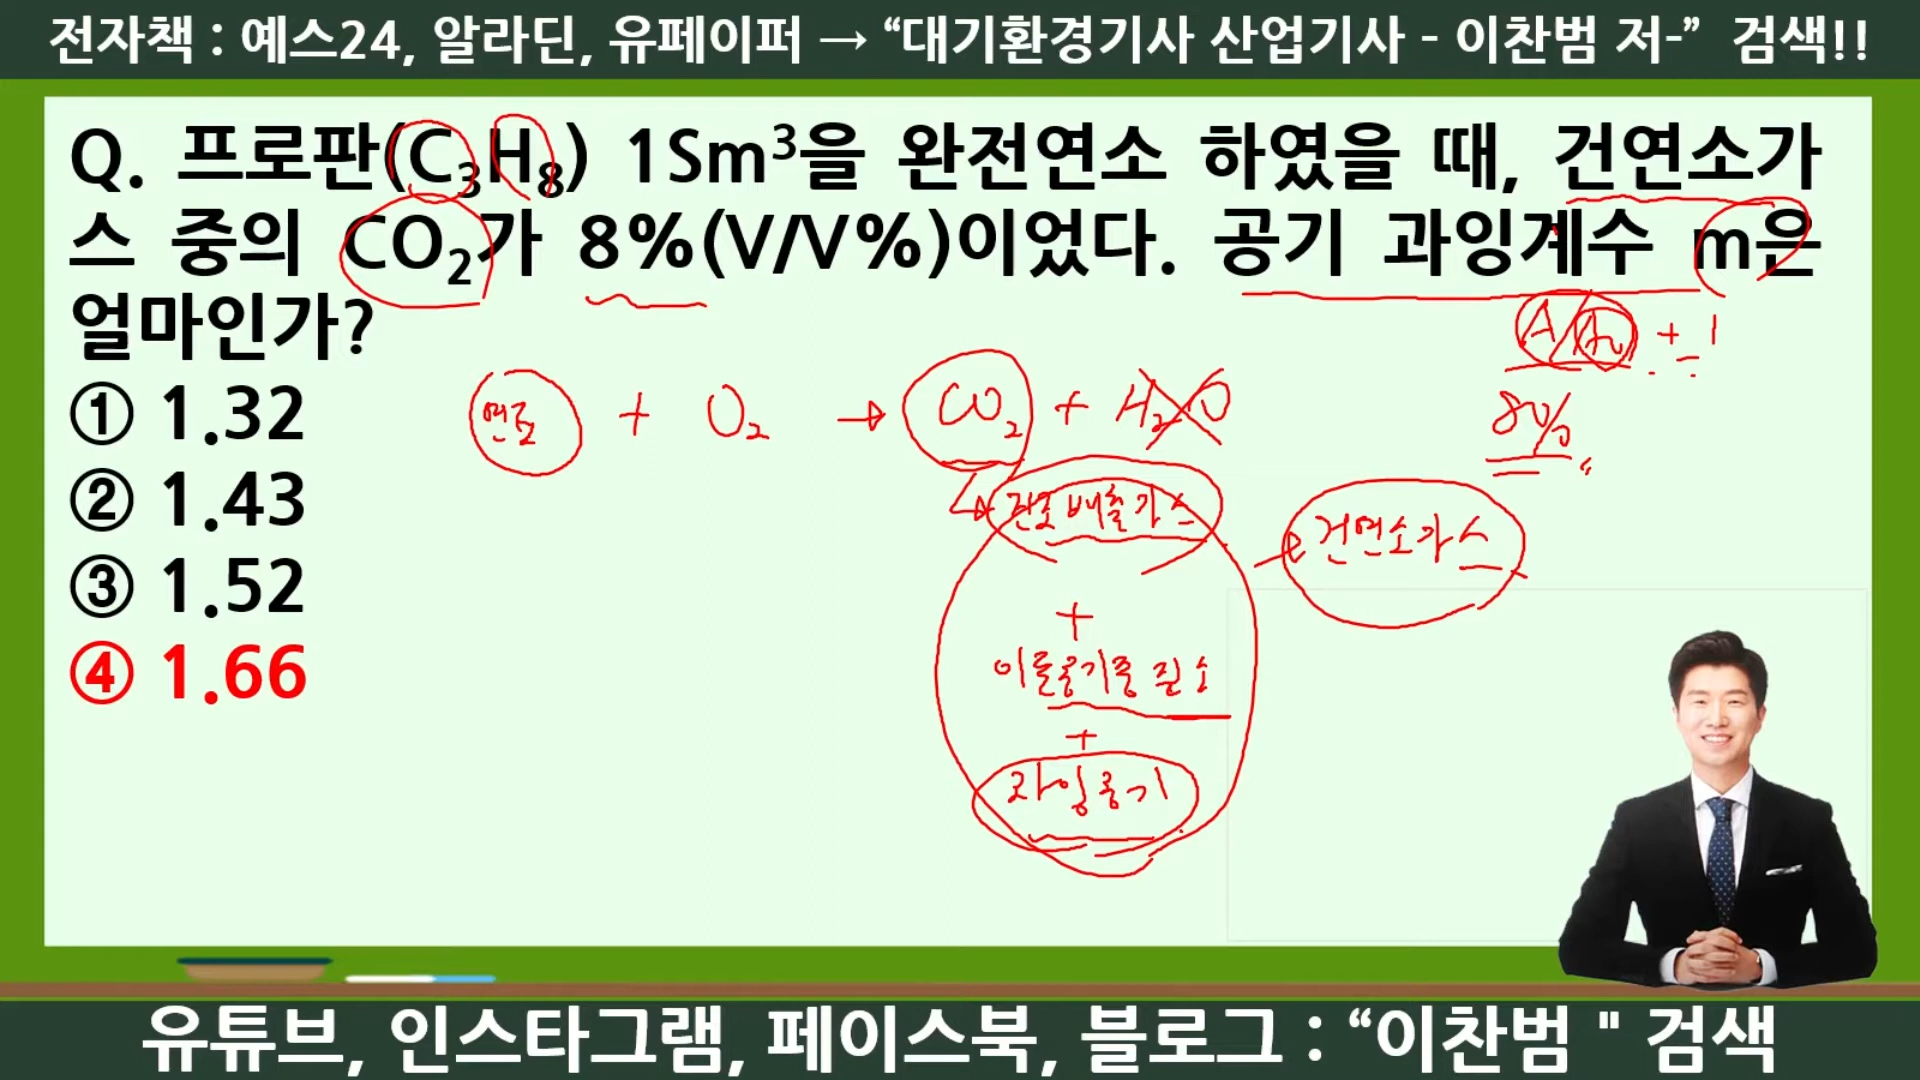 전자책 : 예스24, 알라딘, 유페이퍼 → “대기환경기사 산업기사 - 이찬범 저-” 검색!!
Q. 프로판(C₃H₈) 1Sm³을 완전연소 하였을 때, 건연소가
스 중의 CO₂가 8%(V/V%)이었다. 공기 과잉계수 m은
얼마인가?
A/A₀ + 1
① 1.32
연료 + O₂ → CO₂ + H₂O
80%
② 1.43
배출가스
건연소가스
③ 1.52
+
④ 1.66
이론공기중 질소
+
과잉공기
유튜브, 인스타그램, 페이스북, 블로그 : “이찬범 " 검색